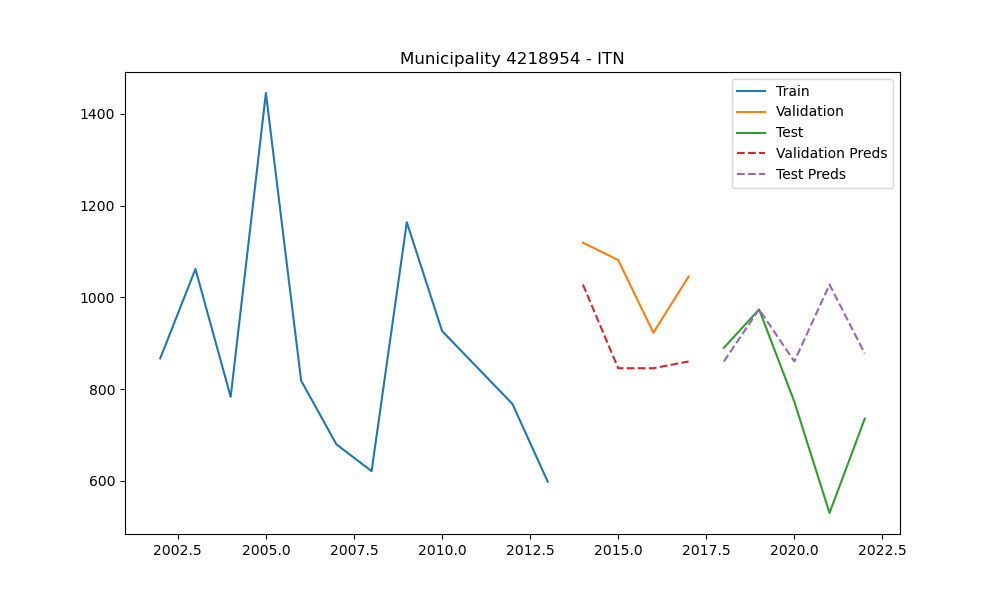 Municipality 4218954 - ITN
Train
Validation
Test
Validation Preds
Test Preds
1400
1200
1000
800
600
2002.5 2005.0 2007.5 2010.0 2012.5 2015.0 2017.5 2020.0 2022.5